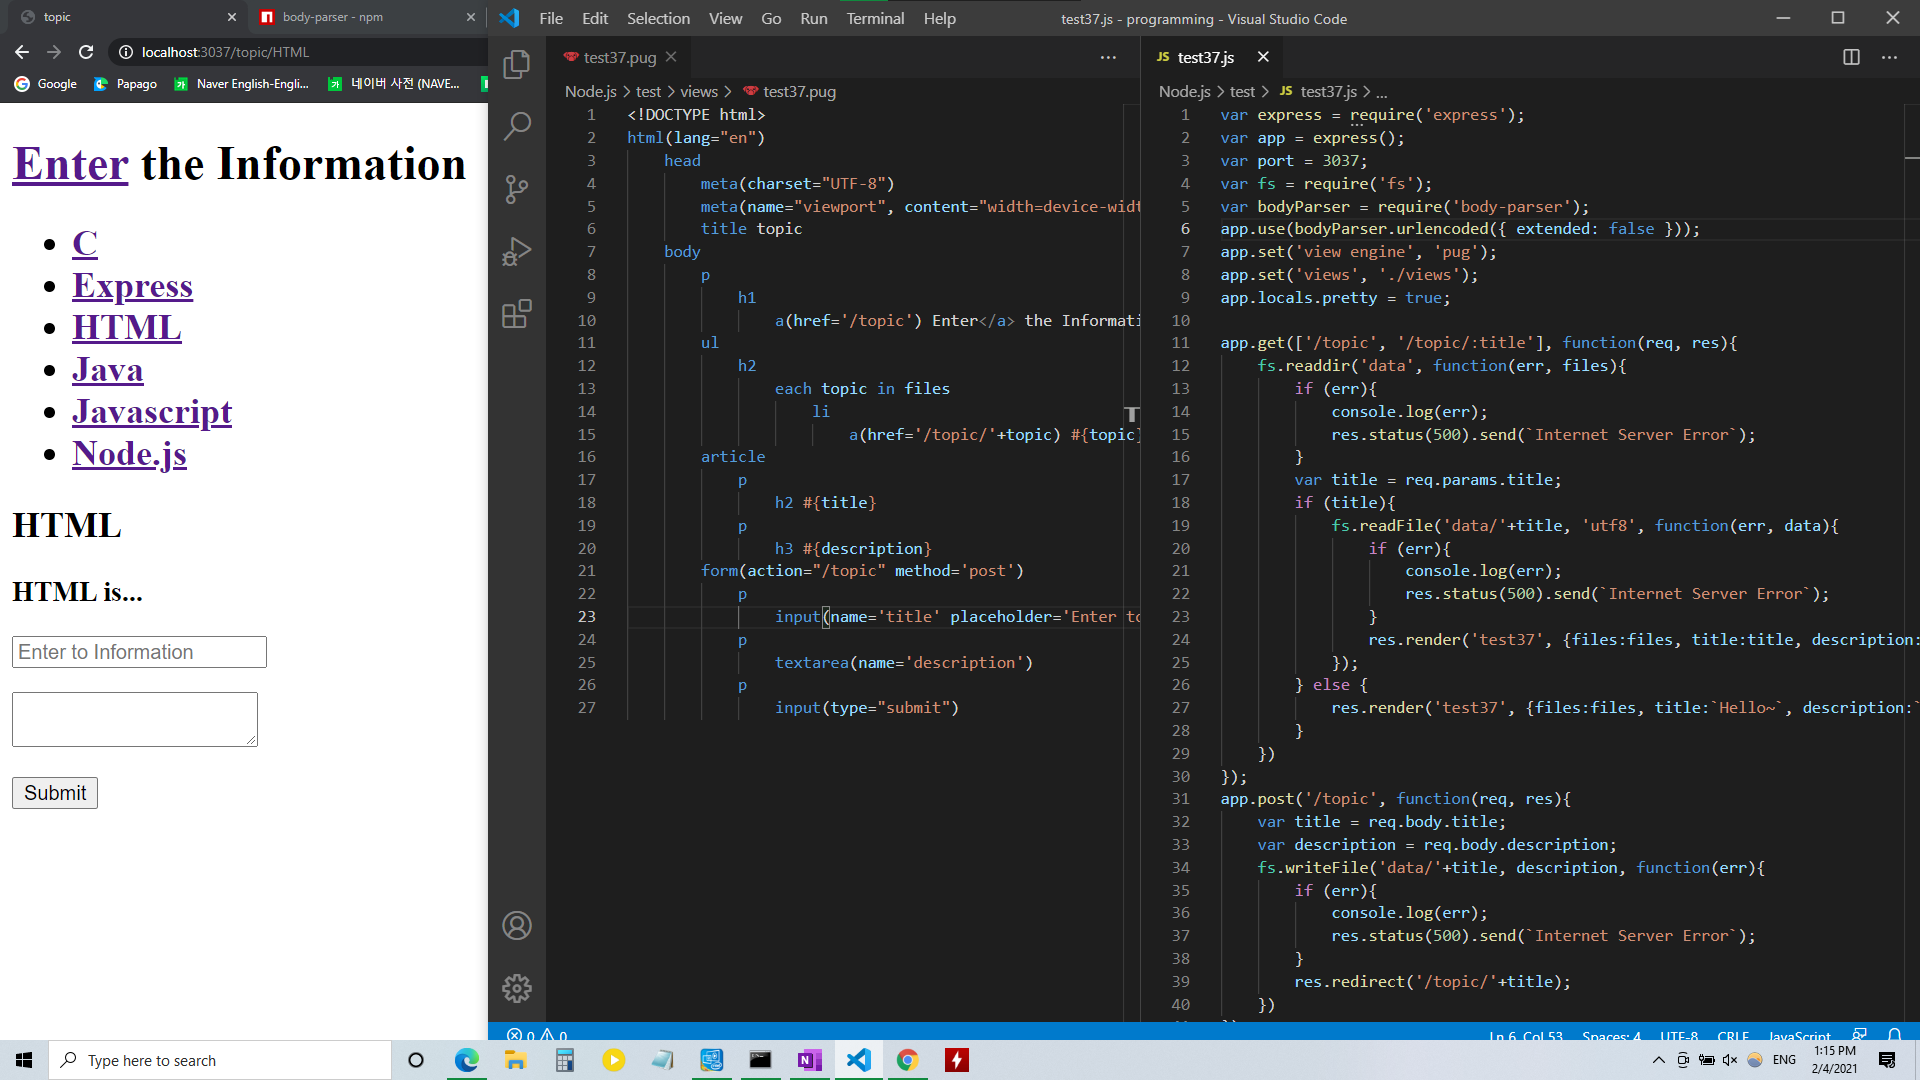 topic
body-parser - npm
localhost:3037/topic/HTML
Google
Papago
Naver English-Engli...
네이버 사전 (NAVE...
Enter the Information
C
Express
HTML
Java
Javascript
Node.js
HTML
HTML is...
Enter to Information
Submit
File Edit Selection View Go Run Terminal Help
test37.js - programming - Visual Studio Code
test37.pug
Node.js > test > views > test37.pug
1 <!DOCTYPE html>
2 html(lang="en")
3 head
4 meta(charset="UTF-8")
5 meta(name="viewport", content="width=device-widt
6 title topic
7 body
8 p
9 h1
10 a(href='/topic') Enter</a> the Informati
11 ul
12 h2
13 each topic in files
14 li
15 a(href='/topic/'+topic) #{topic}
16 article
17 p
18 h2 #{title}
19 p
20 h3 #{description}
21 form(action="/topic" method='post')
22 p
23 input(name='title' placeholder='Enter to
24 p
25 textarea(name='description')
26 p
27 input(type="submit")
JS test37.js
Node.js > test > JS test37.js > ...
1 var express = require('express');
2 var app = express();
3 var port = 3037;
4 var fs = require('fs');
5 var bodyParser = require('body-parser');
6 app.use(bodyParser.urlencoded({ extended: false }));
7 app.set('view engine', 'pug');
8 app.set('views', './views');
9 app.locals.pretty = true;
10
11 app.get(['/topic', '/topic/:title'], function(req, res){
12 fs.readdir('data', function(err, files){
13 if (err){
14 console.log(err);
15 res.status(500).send(`Internet Server Error`);
16 }
17 var title = req.params.title;
18 if (title){
19 fs.readFile('data/'+title, 'utf8', function(err, data){
20 if (err){
21 console.log(err);
22 res.status(500).send(`Internet Server Error`);
23 }
24 res.render('test37', {files:files, title:title, description:
25 });
26 } else {
27 res.render('test37', {files:files, title:`Hello~`, description:`
28 }
29 })
30 });
31 app.post('/topic', function(req, res){
32 var title = req.body.title;
33 var description = req.body.description;
34 fs.writeFile('data/'+title, description, function(err){
35 if (err){
36 console.log(err);
37 res.status(500).send(`Internet Server Error`);
38 }
39 res.redirect('/topic/'+title);
40 })
0 0
Ln 6, Col 53 Spaces: 4 UTF-8 CRLF JavaScript
Type here to search
ENG
1:15 PM
2/4/2021